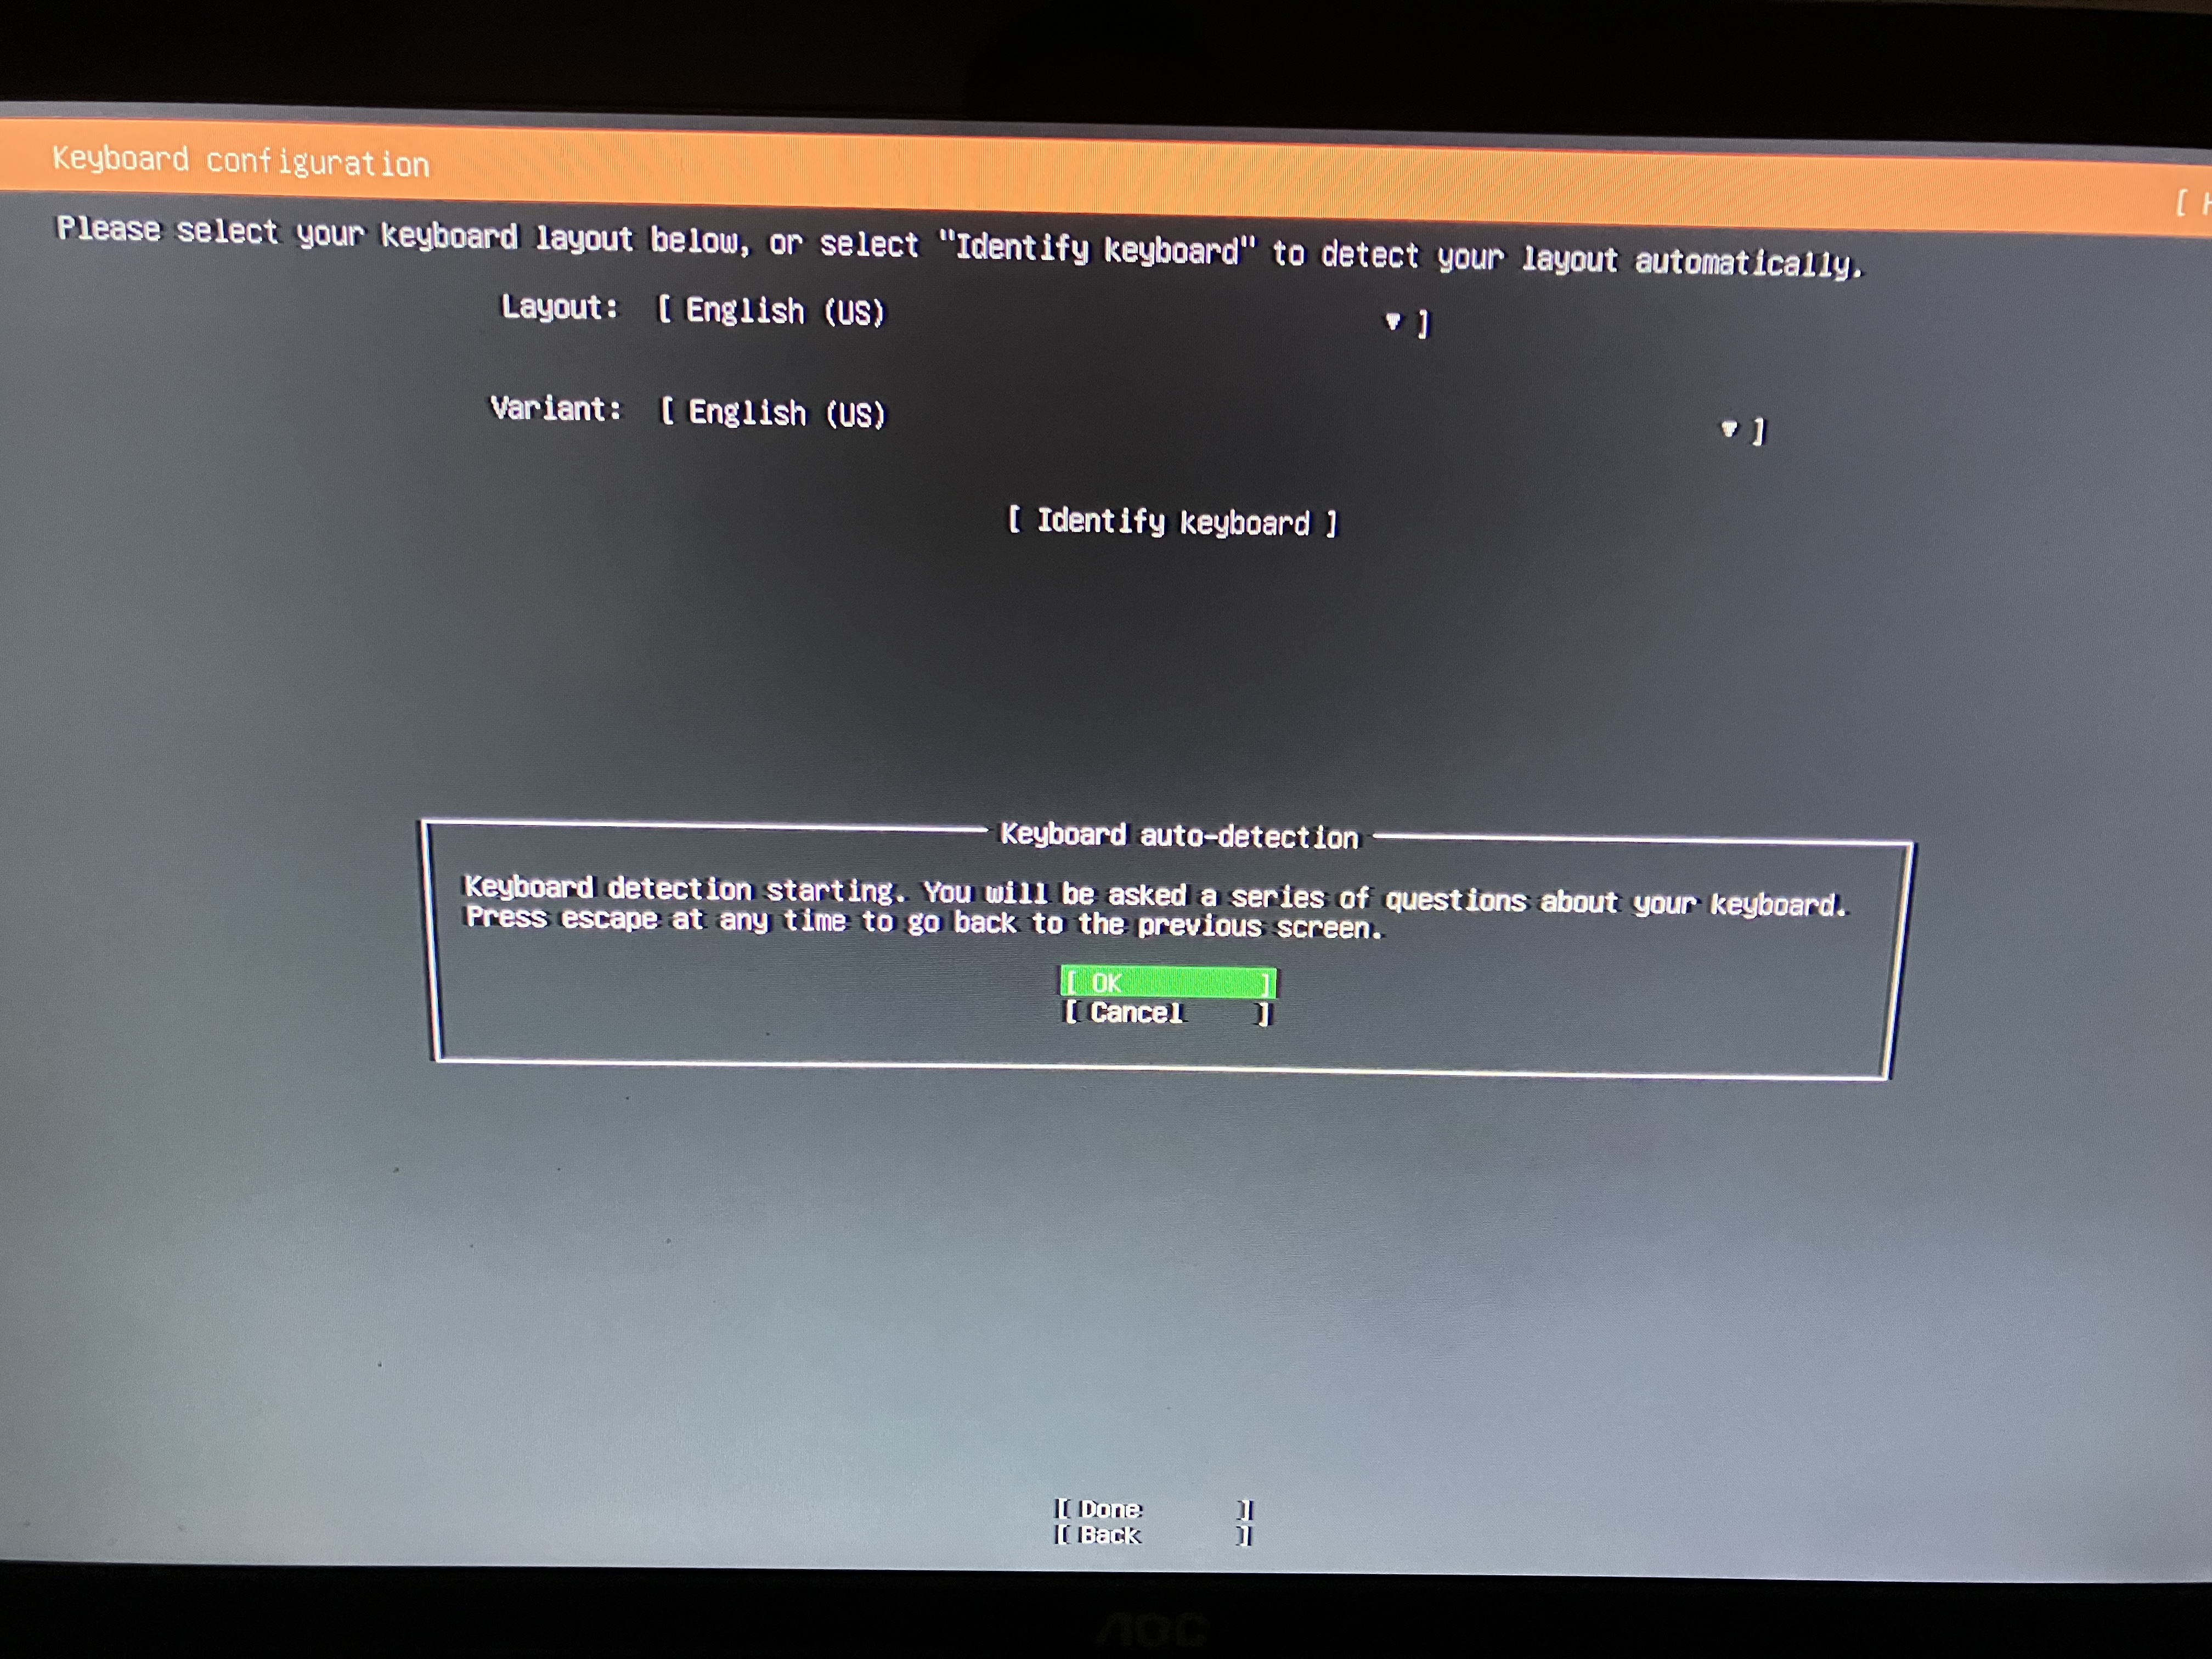 Keyboard configuration
[ H
Please select your keyboard layout below, or select "Identify keyboard" to detect your layout automatically.
Layout: [ English (US) ▼ ]
Variant: [ English (US) ▼ ]
[ Identify keyboard ]
Keyboard auto-detection
Keyboard detection starting. You will be asked a series of questions about your keyboard.
Press escape at any time to go back to the previous screen.
[ OK ]
[ Cancel ]
[ Done ]
[ Back ]
AOC